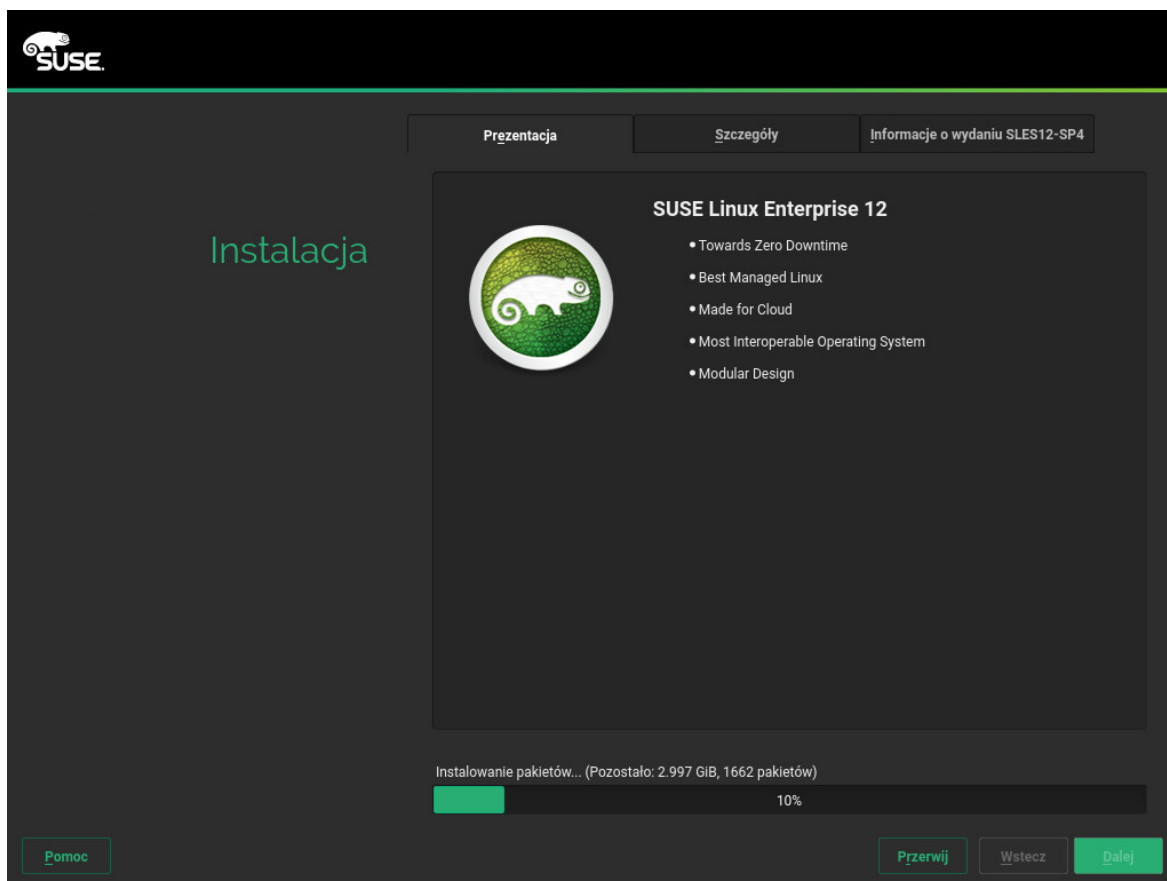 SUSE.
Prezentacja
Szczegóły
Informacje o wydaniu SLES12-SP4
Instalacja
SUSE Linux Enterprise 12
• Towards Zero Downtime
• Best Managed Linux
• Made for Cloud
• Most Interoperable Operating System
• Modular Design
Instalowanie pakietów... (Pozostało: 2.997 GiB, 1662 pakietów)
10%
Pomoc
Przerwij
Wstecz
Dalej